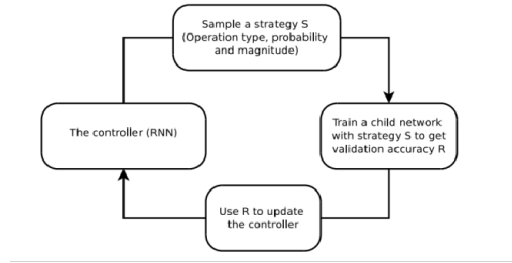 Sample a strategy S
(Operation type, probability
and magnitude)
The controller (RNN)
Train a child network
with strategy S to get
validation accuracy R
Use R to update
the controller